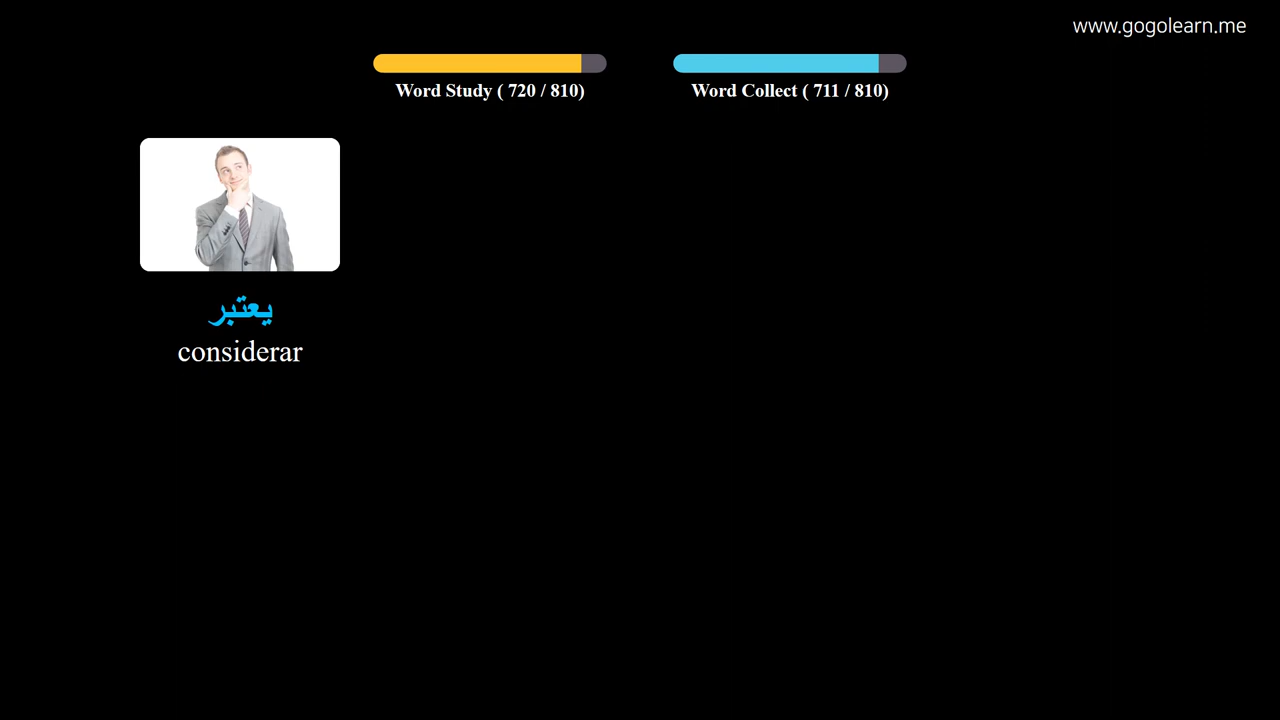 www.gogolearn.me
Word Study ( 720 / 810)
Word Collect ( 711 / 810)
يعتبر
considerar